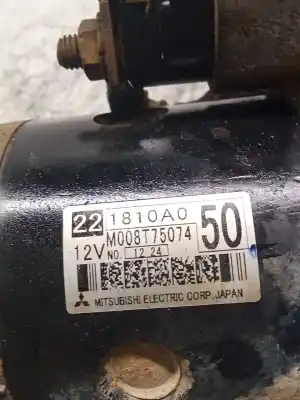 22 1810A0 50
12V M008T75074
NO. 12 24
MITSUBISHI ELECTRIC CORP. JAPAN